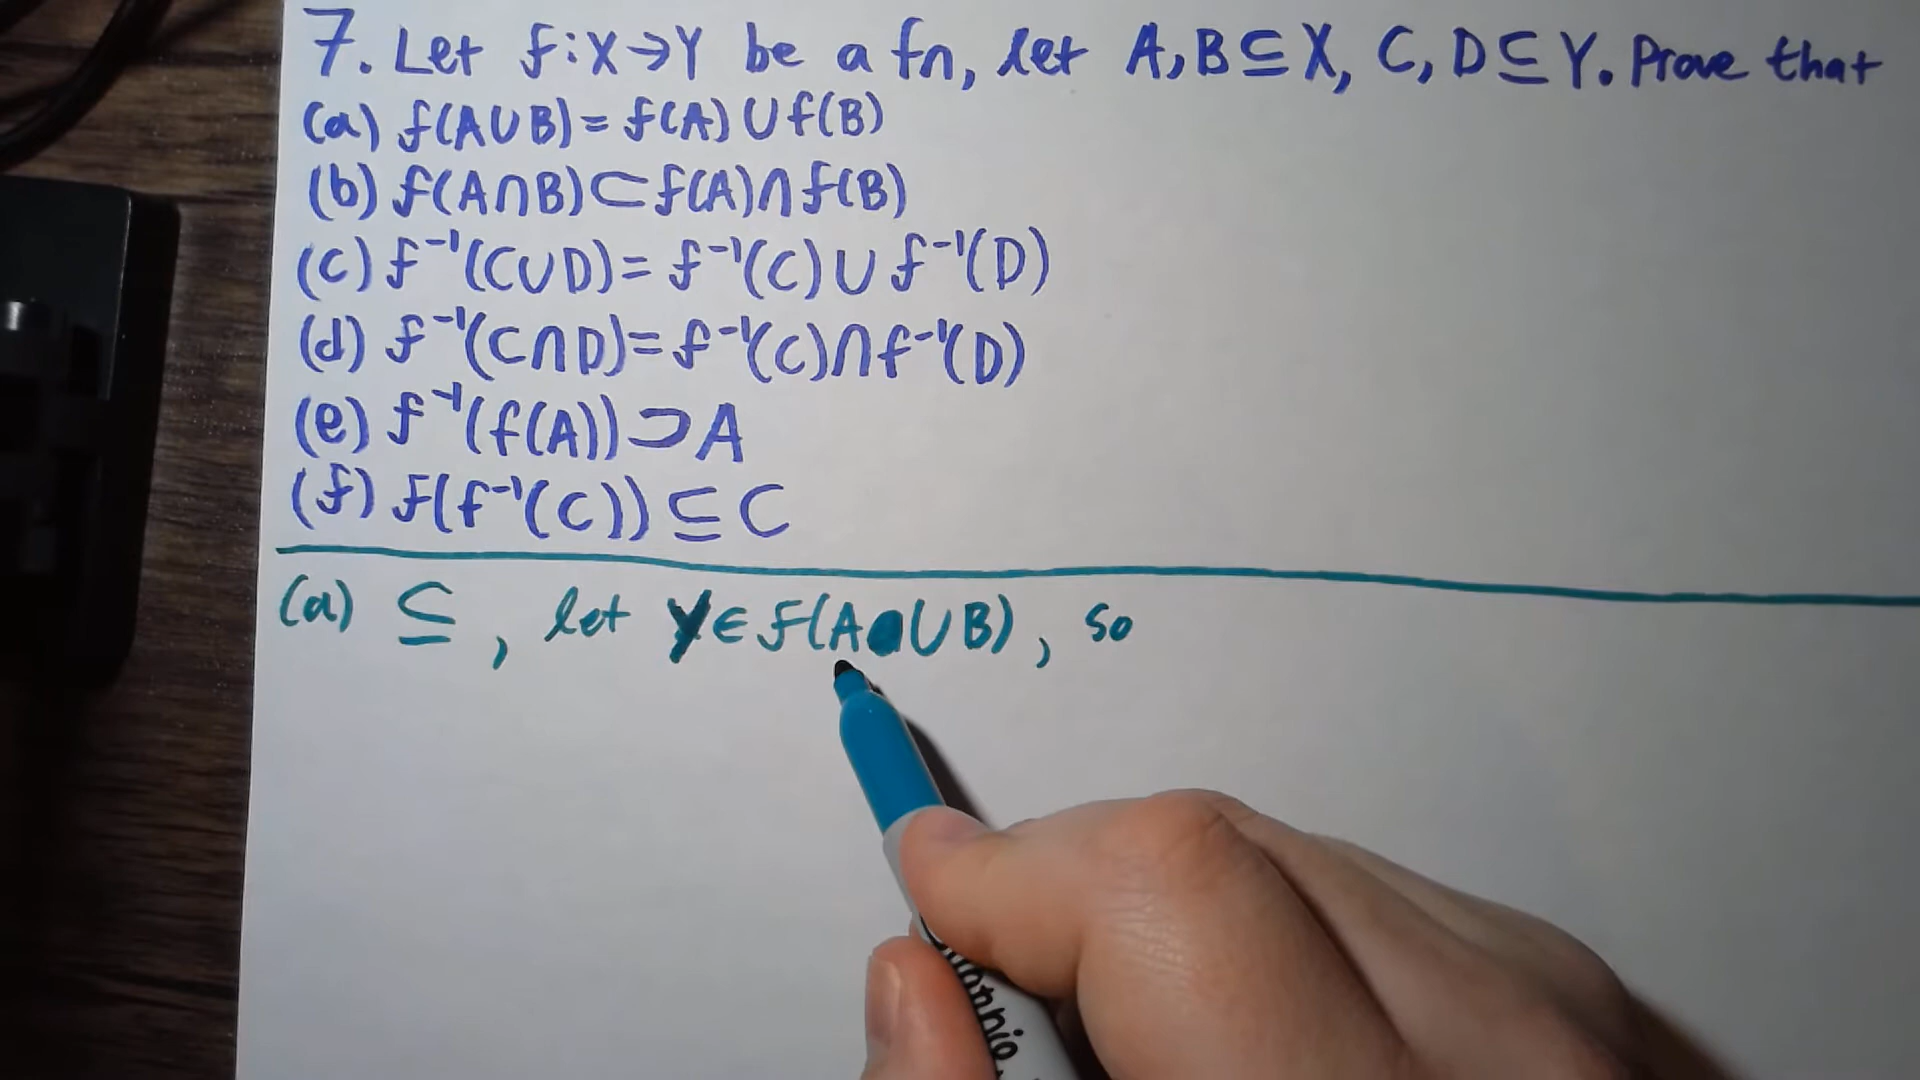 7. Let f:X→Y be a fn, let A,B⊆X, C,D⊆Y. Prove that
(a) f(A∪B)=f(A)∪f(B)
(b) f(A∩B)⊂f(A)∩f(B)
(c) f⁻¹(C∪D)=f⁻¹(C)∪f⁻¹(D)
(d) f⁻¹(C∩D)=f⁻¹(C)∩f⁻¹(D)
(e) f⁻¹(f(A))⊃A
(f) f(f⁻¹(C))⊆C
(a) ⊆, let y∈f(A∪B), so